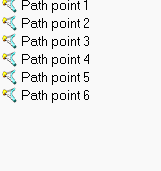 Path point 1
Path point 2
Path point 3
Path point 4
Path point 5
Path point 6